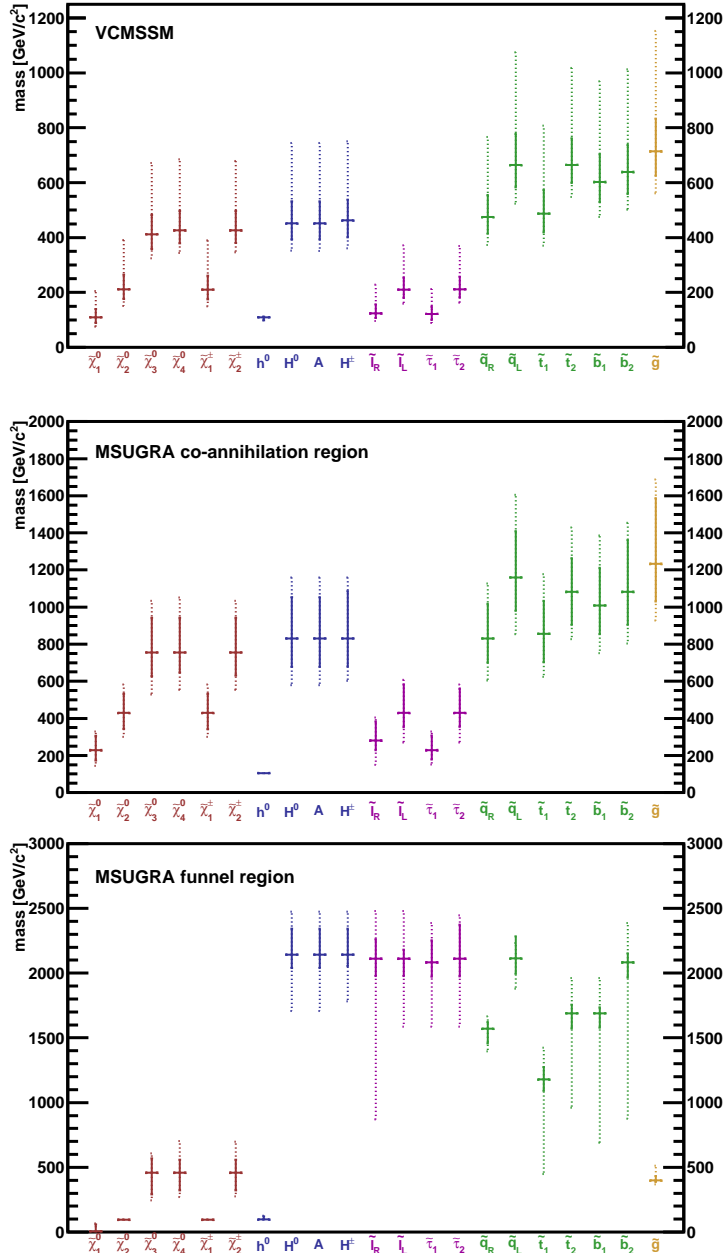 VCMSSM
mass [GeV/c²]
1200 1200
1000 1000
800 800
600 600
400 400
200 200
0 0
χ̃⁰₁ χ̃⁰₂ χ̃⁰₃ χ̃⁰₄ χ̃±₁ χ̃±₂ h⁰ H⁰ A H± l̃R l̃L τ̃₁ τ̃₂ q̃R q̃L t̃₁ t̃₂ b̃₁ b̃₂ g̃
MSUGRA co-annihilation region
mass [GeV/c²]
2000 2000
1800 1800
1600 1600
1400 1400
1200 1200
1000 1000
800 800
600 600
400 400
200 200
0 0
χ̃⁰₁ χ̃⁰₂ χ̃⁰₃ χ̃⁰₄ χ̃±₁ χ̃±₂ h⁰ H⁰ A H± l̃R l̃L τ̃₁ τ̃₂ q̃R q̃L t̃₁ t̃₂ b̃₁ b̃₂ g̃
MSUGRA funnel region
mass [GeV/c²]
3000 3000
2500 2500
2000 2000
1500 1500
1000 1000
500 500
0 0
χ̃⁰₁ χ̃⁰₂ χ̃⁰₃ χ̃⁰₄ χ̃±₁ χ̃±₂ h⁰ H⁰ A H± l̃R l̃L τ̃₁ τ̃₂ q̃R q̃L t̃₁ t̃₂ b̃₁ b̃₂ g̃